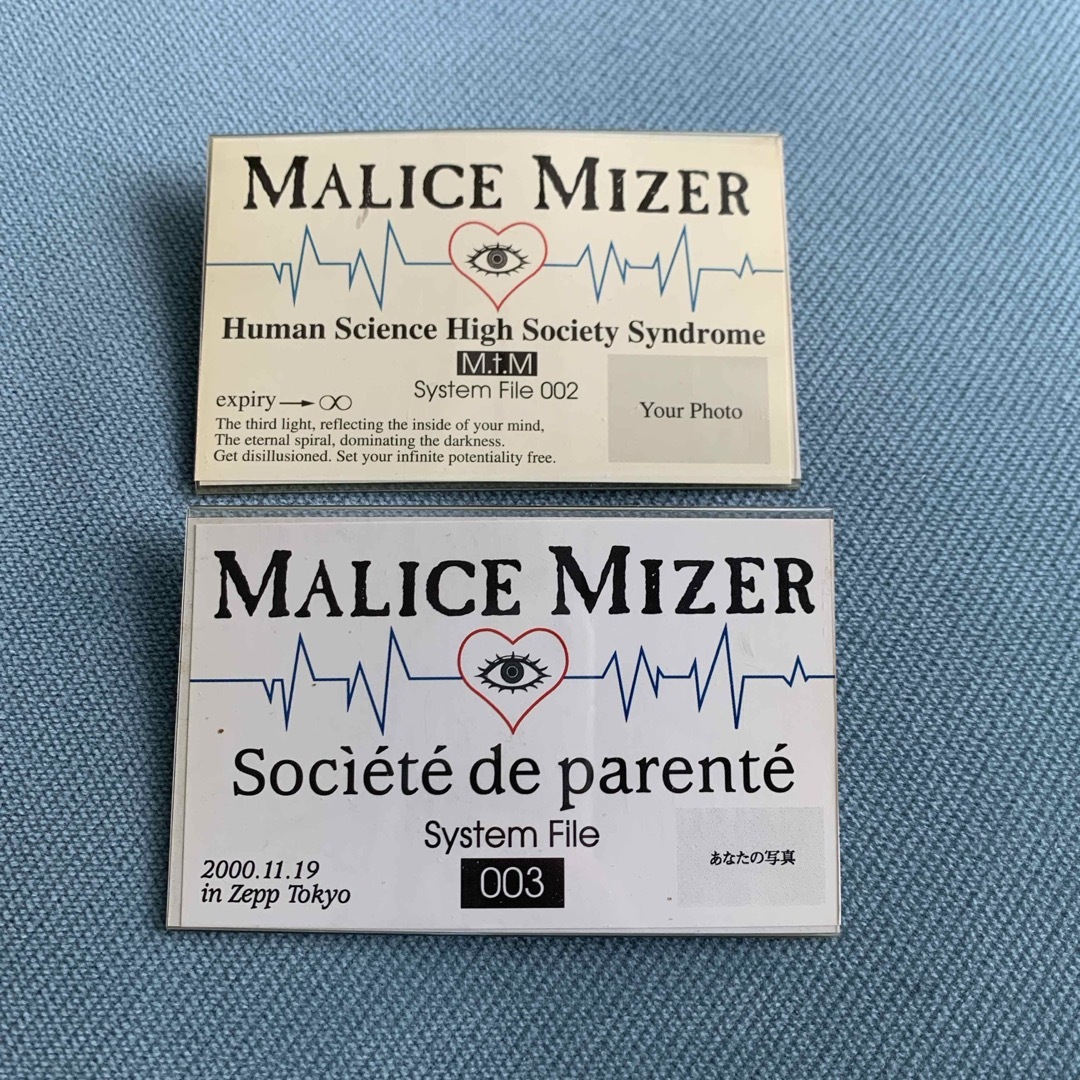 MALICE MIZER
Human Science High Society Syndrome
M.t.M
System File 002
expiry→∞
The third light, reflecting the inside of your mind,
The eternal spiral, dominating the darkness.
Get disillusioned. Set your infinite potentiality free.
Your Photo
MALICE MIZER
Socìété de parenté
System File
003
2000.11.19
in Zepp Tokyo
あなたの写真